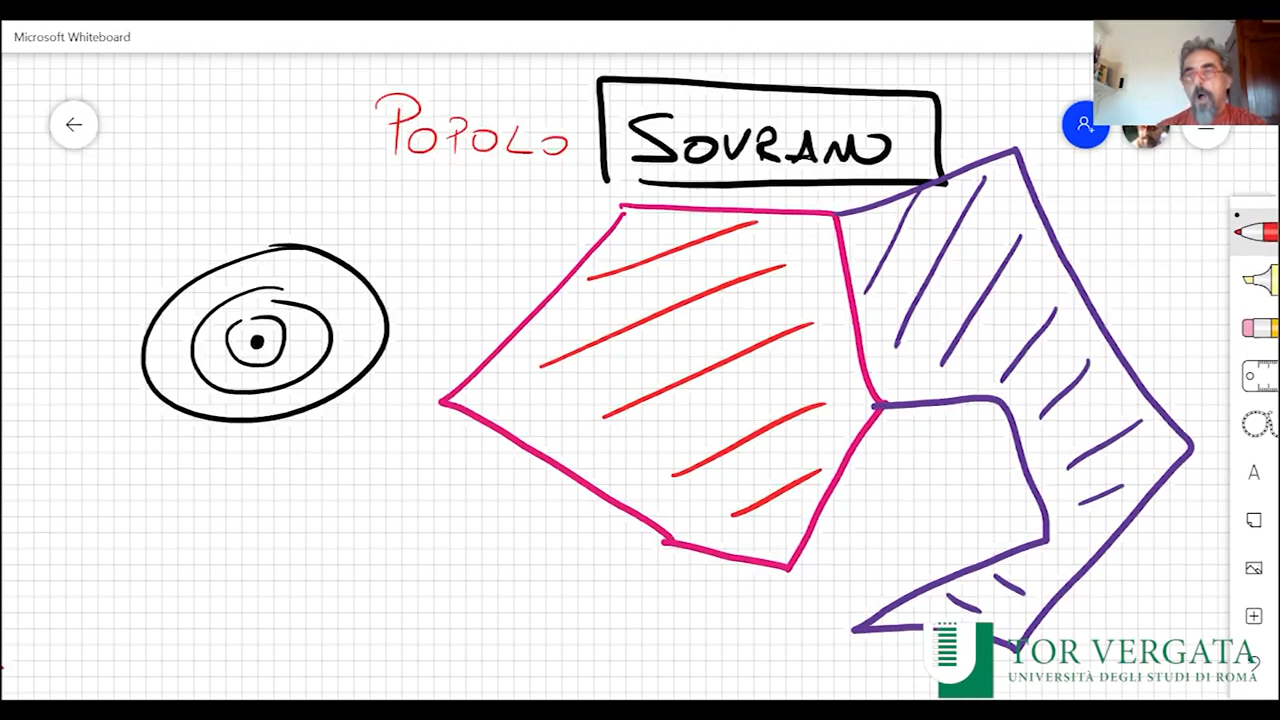 Microsoft Whiteboard
POPOLO SOVRANO
A
TOR VERGATA
UNIVERSITÀ DEGLI STUDI DI ROMA